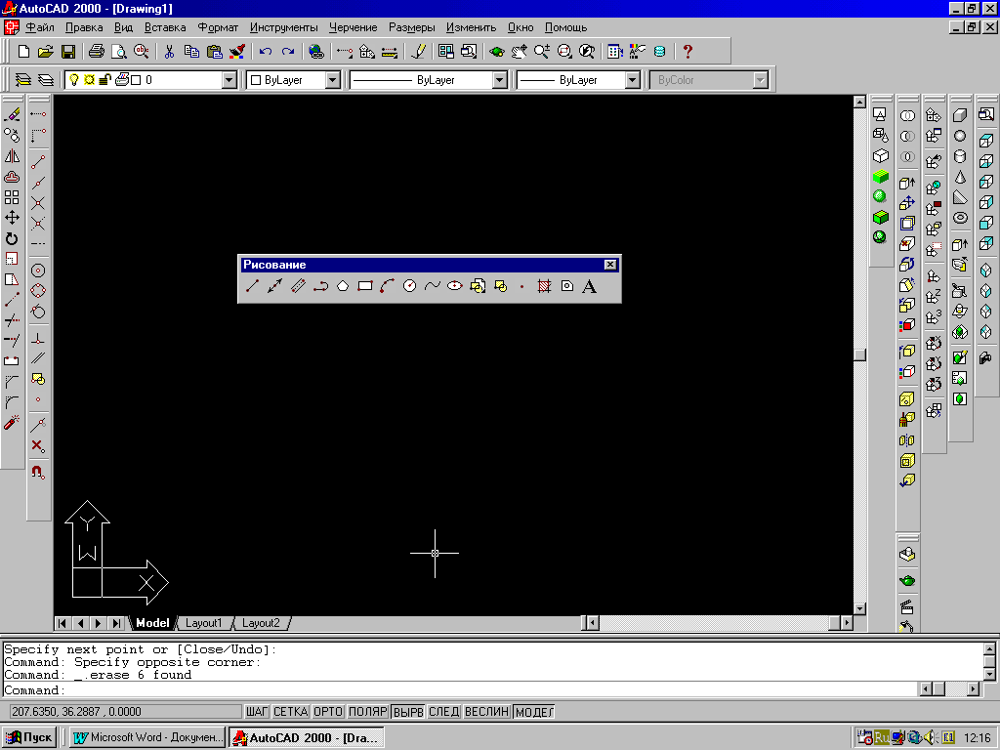 AutoCAD 2000 - [Drawing1]
Файл Правка Вид Вставка Формат Инструменты Черчение Размеры Изменить Окно Помощь
0 ByLayer ByLayer ByLayer ByColor
Рисование
A
Y
W
X
Model Layout1 Layout2
Specify next point or [Close/Undo]:
Command: Specify opposite corner:
Command: _.erase 6 found
Command:
207.6350, 36.2887 , 0.0000 ШАГ СЕТКА ОРТО ПОЛЯР ВЫРВ СЛЕД ВЕСЛИН МОДЕЛ
Пуск Microsoft Word - Докумен... AutoCAD 2000 - [Dra... Ru 12:16